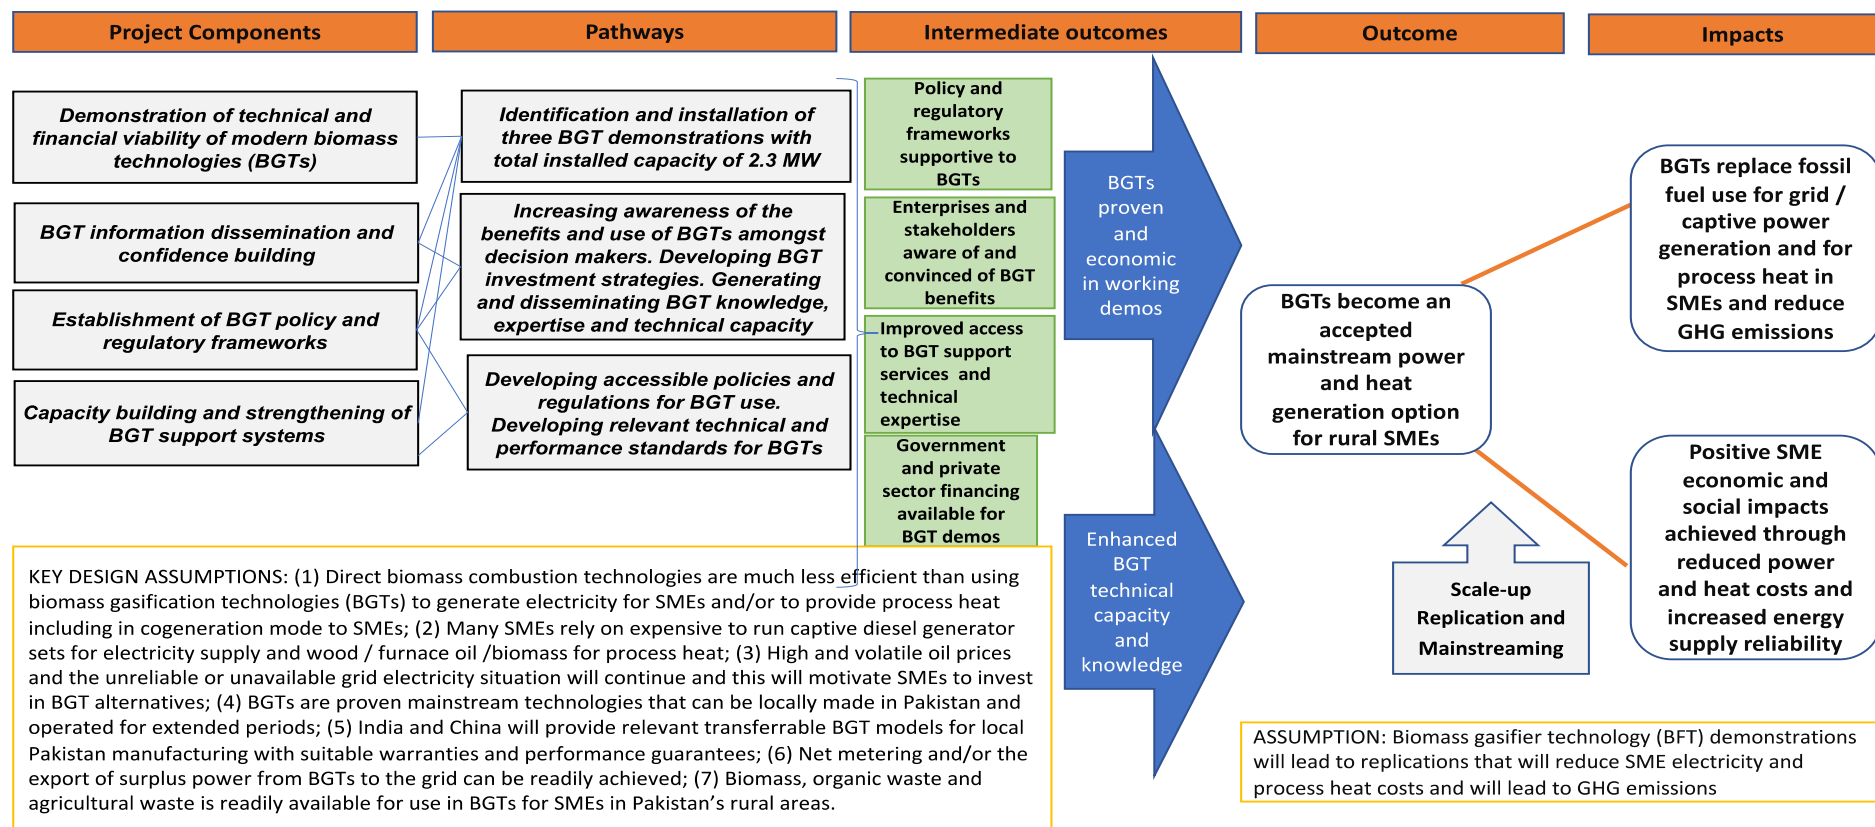 Project Components
Pathways
Intermediate outcomes
Outcome
Impacts
Demonstration of technical and
financial viability of modern biomass
technologies (BGTs)
BGT information dissemination and
confidence building
Establishment of BGT policy and
regulatory frameworks
Capacity building and strengthening of
BGT support systems
Identification and installation of
three BGT demonstrations with
total installed capacity of 2.3 MW
Increasing awareness of the
benefits and use of BGTs amongst
decision makers. Developing BGT
investment strategies. Generating
and disseminating BGT knowledge,
expertise and technical capacity
Developing accessible policies and
regulations for BGT use.
Developing relevant technical and
performance standards for BGTs
Policy and
regulatory
frameworks
supportive to
BGTs
Enterprises and
stakeholders
aware of and
convinced of BGT
benefits
Improved access
to BGT support
services and
technical
expertise
Government
and private
sector financing
available for
BGT demos
BGTs
proven
and
economic
in working
demos
Enhanced
BGT
technical
capacity
and
knowledge
BGTs become an
accepted
mainstream power
and heat
generation option
for rural SMEs
Scale-up
Replication and
Mainstreaming
BGTs replace fossil
fuel use for grid /
captive power
generation and for
process heat in
SMEs and reduce
GHG emissions
Positive SME
economic and
social impacts
achieved through
reduced power
and heat costs and
increased energy
supply reliability
KEY DESIGN ASSUMPTIONS: (1) Direct biomass combustion technologies are much less efficient than using
biomass gasification technologies (BGTs) to generate electricity for SMEs and/or to provide process heat
including in cogeneration mode to SMEs; (2) Many SMEs rely on expensive to run captive diesel generator
sets for electricity supply and wood / furnace oil /biomass for process heat; (3) High and volatile oil prices
and the unreliable or unavailable grid electricity situation will continue and this will motivate SMEs to invest
in BGT alternatives; (4) BGTs are proven mainstream technologies that can be locally made in Pakistan and
operated for extended periods; (5) India and China will provide relevant transferrable BGT models for local
Pakistan manufacturing with suitable warranties and performance guarantees; (6) Net metering and/or the
export of surplus power from BGTs to the grid can be readily achieved; (7) Biomass, organic waste and
agricultural waste is readily available for use in BGTs for SMEs in Pakistan's rural areas.
ASSUMPTION: Biomass gasifier technology (BFT) demonstrations
will lead to replications that will reduce SME electricity and
process heat costs and will lead to GHG emissions